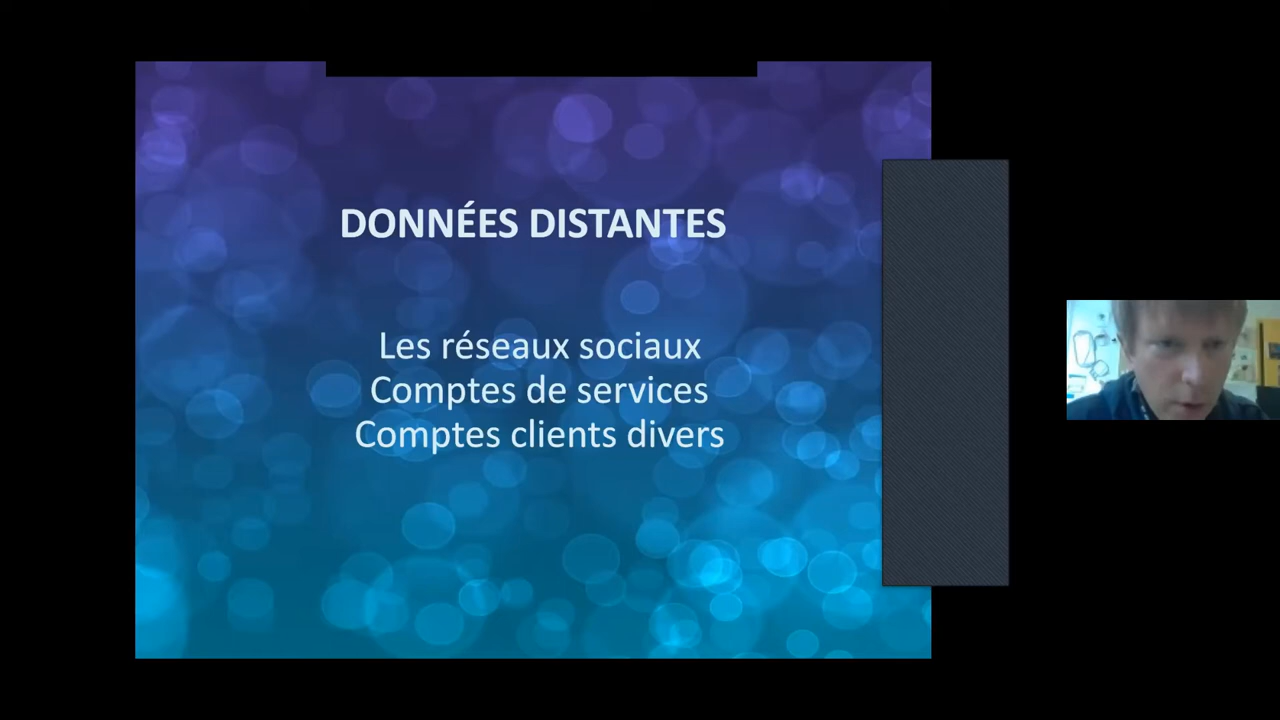 DONNÉES DISTANTES
Les réseaux sociaux
Comptes de services
Comptes clients divers